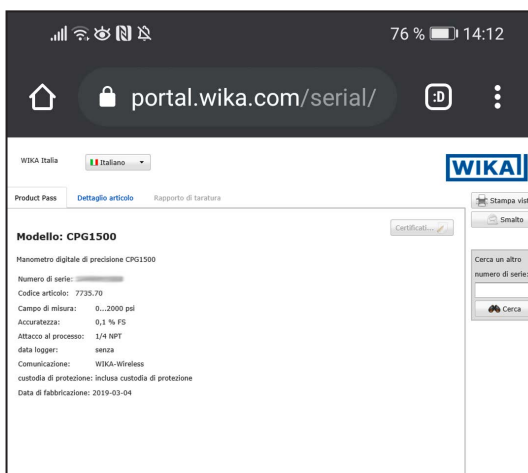 76 % 14:12
portal.wika.com/serial/ :D
WIKA Italia Italiano
WIKA
Product Pass Dettaglio articolo Rapporto di taratura
Stampa vist
Certificati...
Smalto
Modello: CPG1500
Manometro digitale di precisione CPG1500
Cerca un altro
numero di serie:
Cerca
Numero di serie:
Codice articolo: 7735.70
Campo di misura: 0...2000 psi
Accuratezza: 0,1 % FS
Attacco al processo: 1/4 NPT
data logger: senza
Comunicazione: WIKA-Wireless
custodia di protezione: inclusa custodia di protezione
Data di fabbricazione: 2019-03-04